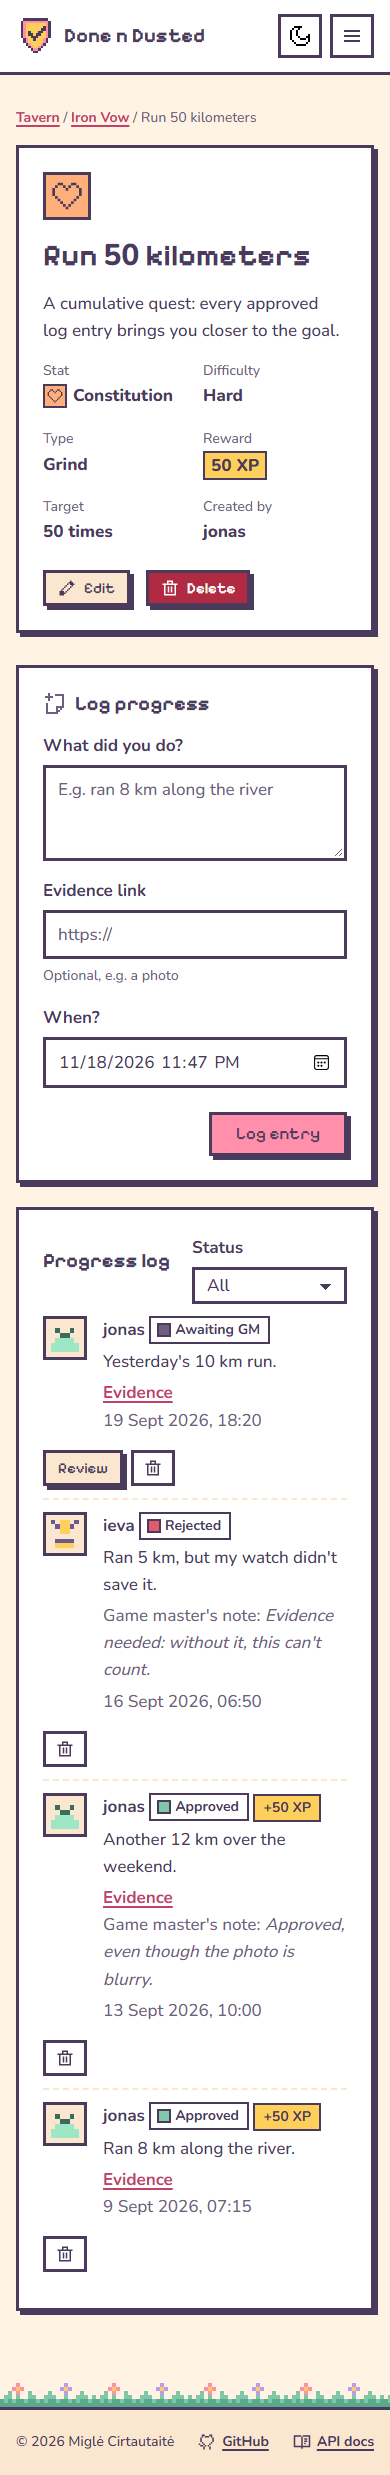 Done n Dusted
Tavern / Iron Vow / Run 50 kilometers
Run 50 kilometers
A cumulative quest: every approved
log entry brings you closer to the goal.
Stat
Difficulty
Constitution
Hard
Type
Reward
Grind
50 XP
Target
Created by
50 times
jonas
Edit
Delete
Log progress
What did you do?
E.g. ran 8 km along the river
Evidence link
https://
Optional, e.g. a photo
When?
11/18/2026 11:47 PM
Log entry
Progress log
Status
All
jonas Awaiting GM
Yesterday's 10 km run.
Evidence
19 Sept 2026, 18:20
Review
ieva Rejected
Ran 5 km, but my watch didn't
save it.
Game master's note: Evidence
needed: without it, this can't
count.
16 Sept 2026, 06:50
jonas Approved +50 XP
Another 12 km over the
weekend.
Evidence
Game master's note: Approved,
even though the photo is
blurry.
13 Sept 2026, 10:00
jonas Approved +50 XP
Ran 8 km along the river.
Evidence
9 Sept 2026, 07:15
© 2026 Miglė Cirtautaitė GitHub API docs